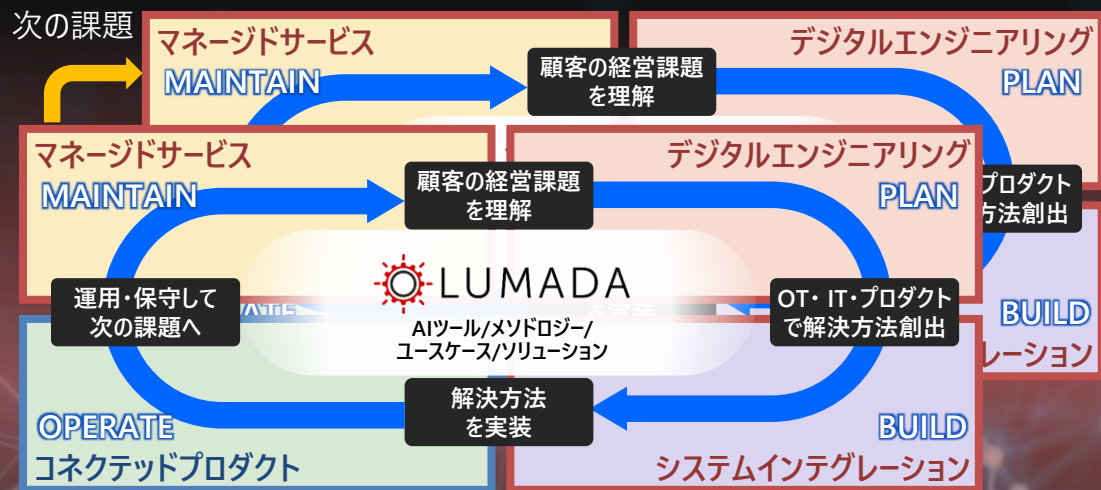 次の課題
マネージドサービス
MAINTAIN
デジタルエンジニアリング
PLAN
顧客の経営課題
を理解
プロダクト
方法創出
BUILD
レーション
マネージドサービス
MAINTAIN
デジタルエンジニアリング
PLAN
顧客の経営課題
を理解
運用・保守して
次の課題へ
LUMADA
AIツール/メソドロジー/
ユースケース/ソリューション
OT・ IT・プロダクト
で解決方法創出
解決方法
を実装
OPERATE
コネクテッドプロダクト
BUILD
システムインテグレーション